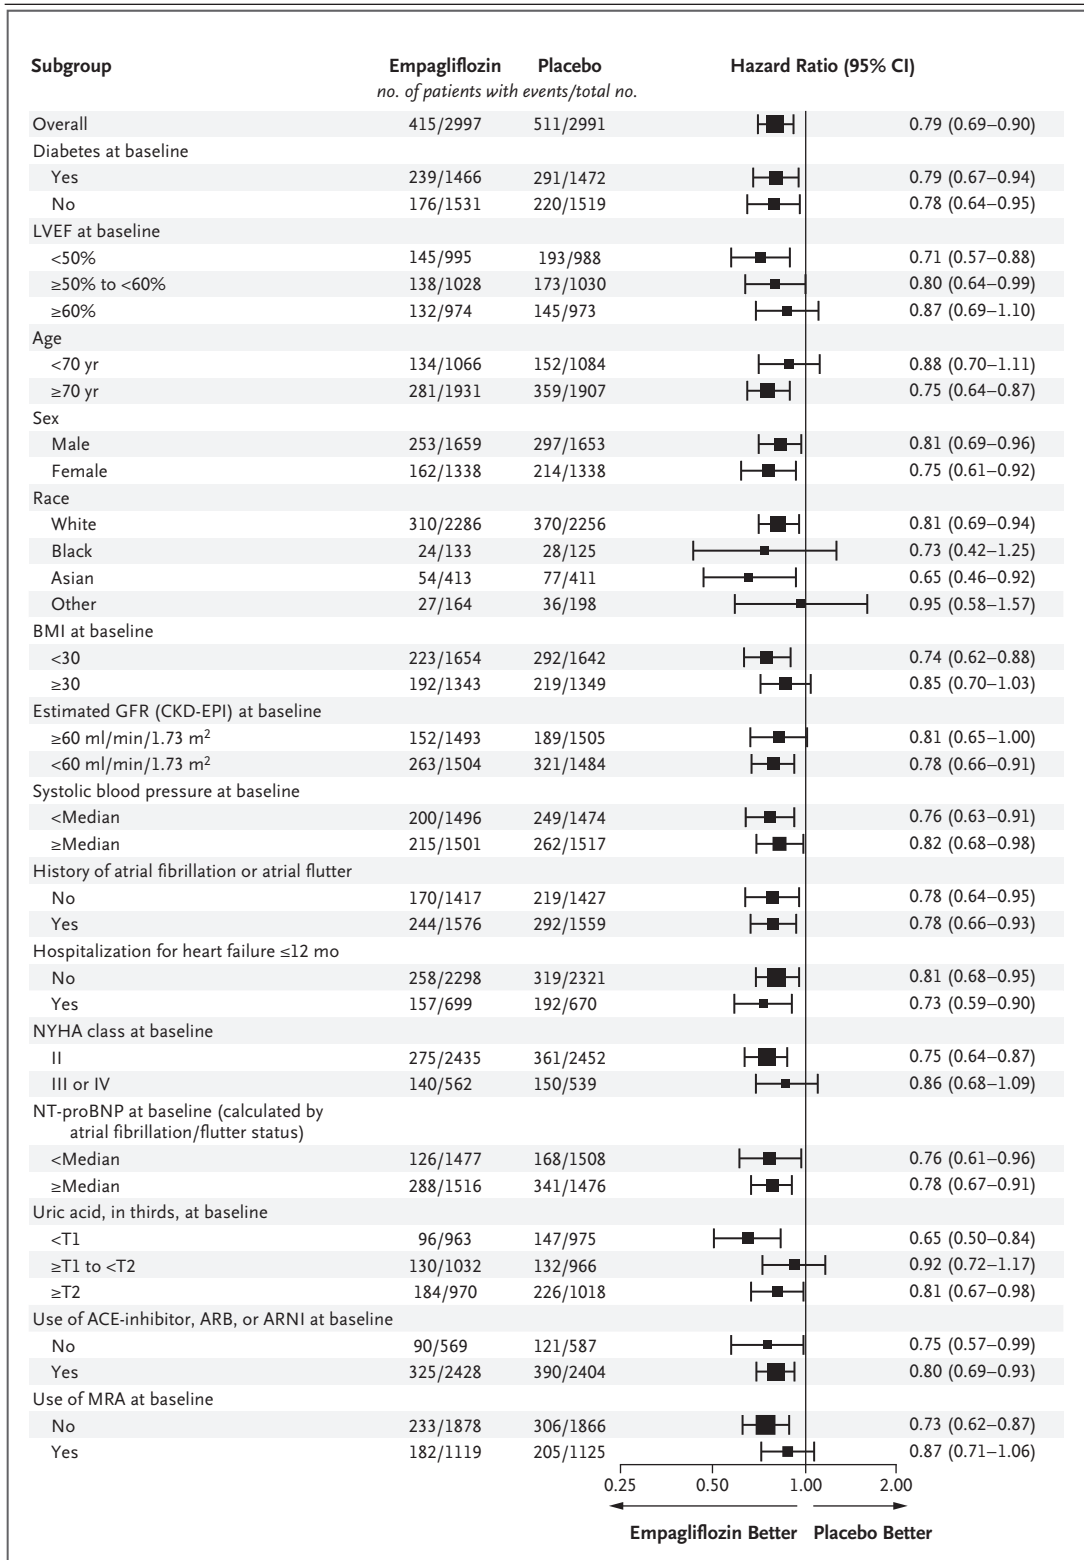 Subgroup Empagliflozin Placebo Hazard Ratio (95% CI)
no. of patients with events/total no.
Overall 415/2997 511/2991 0.79 (0.69–0.90)
Diabetes at baseline
Yes 239/1466 291/1472 0.79 (0.67–0.94)
No 176/1531 220/1519 0.78 (0.64–0.95)
LVEF at baseline
<50% 145/995 193/988 0.71 (0.57–0.88)
≥50% to <60% 138/1028 173/1030 0.80 (0.64–0.99)
≥60% 132/974 145/973 0.87 (0.69–1.10)
Age
<70 yr 134/1066 152/1084 0.88 (0.70–1.11)
≥70 yr 281/1931 359/1907 0.75 (0.64–0.87)
Sex
Male 253/1659 297/1653 0.81 (0.69–0.96)
Female 162/1338 214/1338 0.75 (0.61–0.92)
Race
White 310/2286 370/2256 0.81 (0.69–0.94)
Black 24/133 28/125 0.73 (0.42–1.25)
Asian 54/413 77/411 0.65 (0.46–0.92)
Other 27/164 36/198 0.95 (0.58–1.57)
BMI at baseline
<30 223/1654 292/1642 0.74 (0.62–0.88)
≥30 192/1343 219/1349 0.85 (0.70–1.03)
Estimated GFR (CKD-EPI) at baseline
≥60 ml/min/1.73 m² 152/1493 189/1505 0.81 (0.65–1.00)
<60 ml/min/1.73 m² 263/1504 321/1484 0.78 (0.66–0.91)
Systolic blood pressure at baseline
<Median 200/1496 249/1474 0.76 (0.63–0.91)
≥Median 215/1501 262/1517 0.82 (0.68–0.98)
History of atrial fibrillation or atrial flutter
No 170/1417 219/1427 0.78 (0.64–0.95)
Yes 244/1576 292/1559 0.78 (0.66–0.93)
Hospitalization for heart failure ≤12 mo
No 258/2298 319/2321 0.81 (0.68–0.95)
Yes 157/699 192/670 0.73 (0.59–0.90)
NYHA class at baseline
II 275/2435 361/2452 0.75 (0.64–0.87)
III or IV 140/562 150/539 0.86 (0.68–1.09)
NT-proBNP at baseline (calculated by
atrial fibrillation/flutter status)
<Median 126/1477 168/1508 0.76 (0.61–0.96)
≥Median 288/1516 341/1476 0.78 (0.67–0.91)
Uric acid, in thirds, at baseline
<T1 96/963 147/975 0.65 (0.50–0.84)
≥T1 to <T2 130/1032 132/966 0.92 (0.72–1.17)
≥T2 184/970 226/1018 0.81 (0.67–0.98)
Use of ACE-inhibitor, ARB, or ARNI at baseline
No 90/569 121/587 0.75 (0.57–0.99)
Yes 325/2428 390/2404 0.80 (0.69–0.93)
Use of MRA at baseline
No 233/1878 306/1866 0.73 (0.62–0.87)
Yes 182/1119 205/1125 0.87 (0.71–1.06)
0.25 0.50 1.00 2.00
Empagliflozin Better Placebo Better